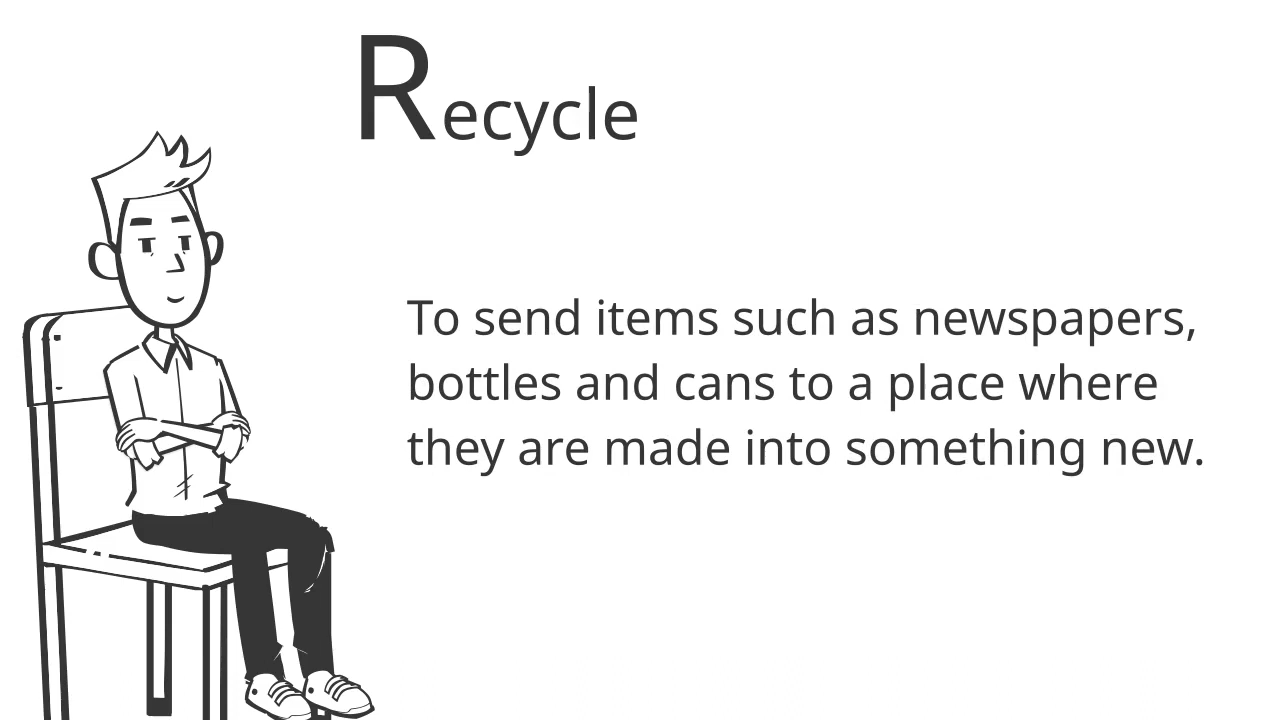 Recycle
To send items such as newspapers,
bottles and cans to a place where
they are made into something new.